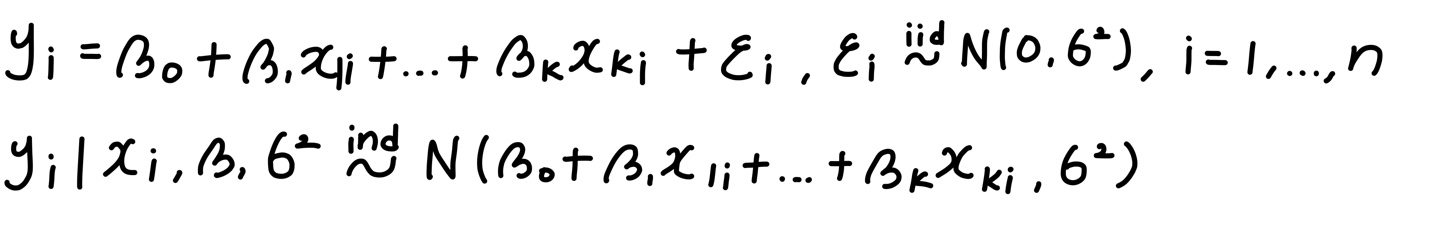 yᵢ = β₀ + β₁x₁ᵢ + ... + βₖxₖᵢ + εᵢ , εᵢ iid ~ N(0, σ²), i = 1, ..., n
yᵢ | xᵢ, β, σ² ind ~ N(β₀ + β₁x₁ᵢ + ... + βₖxₖᵢ , σ²)